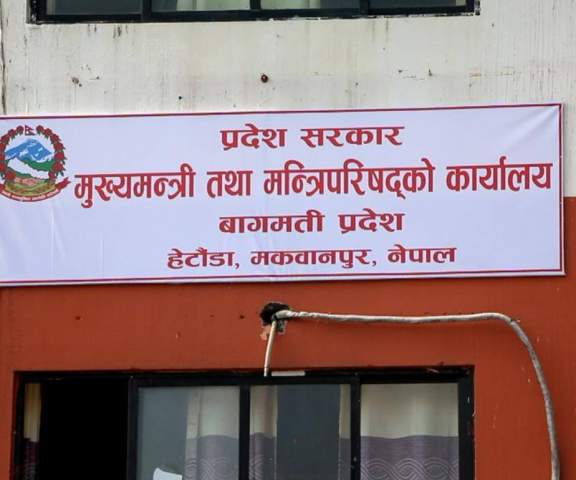 प्रदेश सरकार
मुख्यमन्त्री तथा मन्त्रिपरिषद्को कार्यालय
बागमती प्रदेश
हेटौंडा, मकवानपुर, नेपाल